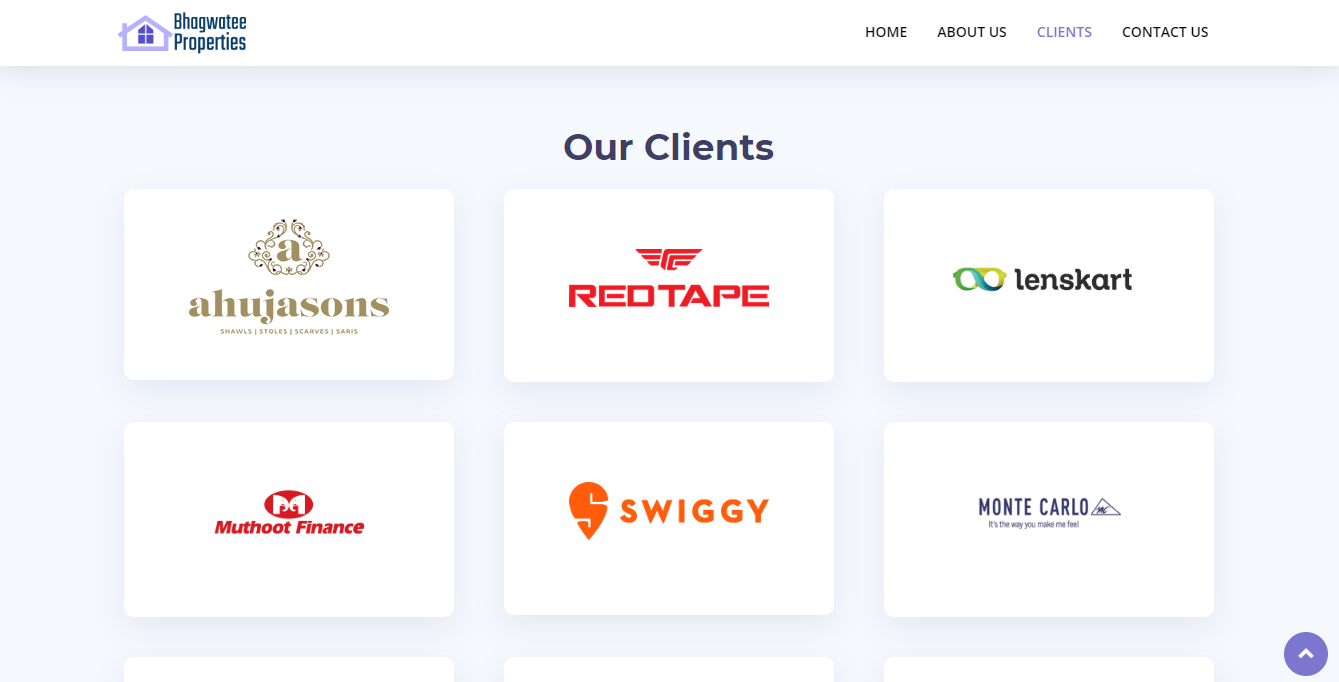 Bhagwatee
Properties
HOME ABOUT US CLIENTS CONTACT US
Our Clients
a
ahujasons
SHAWLS | STOLES | SCARVES | SARIS
REDTAPE
lenskart
Muthoot Finance
SWIGGY
MONTE CARLO MC
It's the way you make me feel